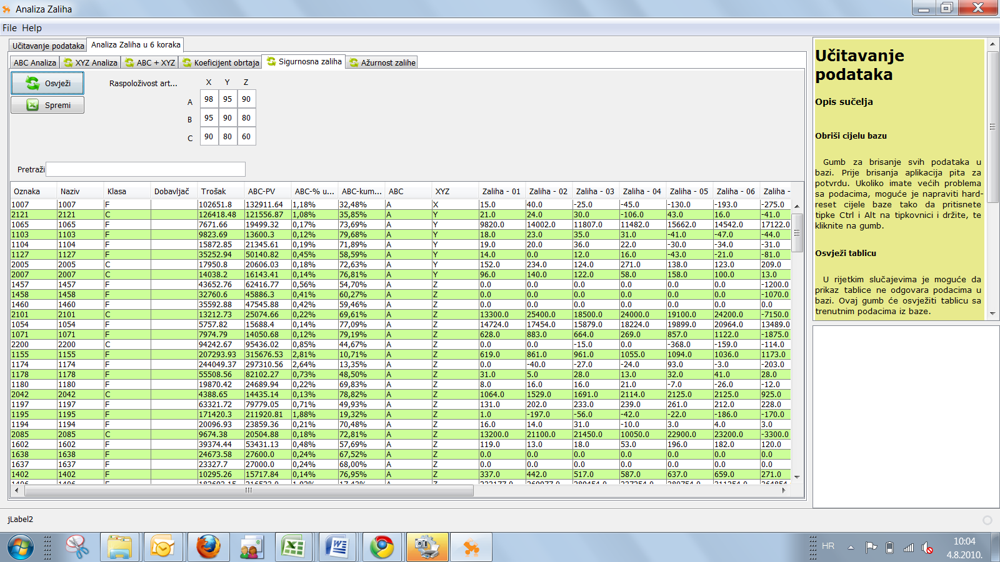 Analiza Zaliha
File Help
Učitavanje podataka Analiza Zaliha u 6 koraka
ABC Analiza XYZ Analiza ABC + XYZ Koeficijent obrtaja Sigurnosna zaliha Ažurnost zalihe
Osvježi
Spremi
Raspoloživost art...
X Y Z
A 98 95 90
B 95 90 80
C 90 80 60
Pretraži
Oznaka Naziv Klasa Dobavljač Trošak ABC-PV ABC-% u... ABC-kum... ABC XYZ Zaliha - 01 Zaliha - 02 Zaliha - 03 Zaliha - 04 Zaliha - 05 Zaliha - 06 Zaliha -
1007 1007 F 102651.8 132911.64 1,18% 32,48% A X 15.0 40.0 -25.0 -45.0 -130.0 -193.0 -275.0
2121 2121 C 126418.48 121556.87 1,08% 35,85% A Y 21.0 24.0 30.0 -106.0 43.0 16.0 -41.0
1065 1065 F 7671.66 19499.32 0,17% 73,69% A Y 9820.0 14002.0 11807.0 11482.0 15662.0 14542.0 17122.0
1103 1103 F 9823.69 13600.3 0,12% 79,68% A Y 18.0 23.0 35.0 31.0 -41.0 -47.0 -44.0
1104 1104 F 15872.85 21345.61 0,19% 71,89% A Y 19.0 20.0 36.0 22.0 -30.0 -34.0 -31.0
1127 1127 F 35252.94 50140.82 0,45% 58,59% A Y 14.0 0.0 12.0 16.0 -43.0 -21.0 -81.0
2005 2005 C 17950.8 20606.03 0,18% 72,63% A Y 152.0 234.0 124.0 271.0 138.0 123.0 209.0
2007 2007 C 14038.2 16143.41 0,14% 76,81% A Y 96.0 140.0 122.0 58.0 158.0 100.0 13.0
1457 1457 F 43652.76 62416.77 0,56% 54,70% A Z 0.0 0.0 0.0 0.0 0.0 0.0 -1200.0
1458 1458 F 32760.6 45886.3 0,41% 60,27% A Z 0.0 0.0 0.0 0.0 0.0 0.0 -1070.0
1460 1460 F 35592.88 47545.88 0,42% 59,46% A Z 0.0 0.0 0.0 0.0 0.0 0.0 0.0
2101 2101 C 13212.73 25074.66 0,22% 69,61% A Z 13300.0 25400.0 18500.0 24000.0 19100.0 24200.0 -7150.0
1054 1054 F 5757.82 15688.4 0,14% 77,09% A Z 14724.0 17454.0 15879.0 18224.0 19899.0 20964.0 13489.0
1071 1071 F 7974.79 14050.68 0,12% 79,19% A Z 628.0 883.0 664.0 269.0 857.0 1122.0 -1875.0
2200 2200 C 94242.67 95436.02 0,85% 44,67% A Z 0.0 0.0 -15.0 0.0 -368.0 -159.0 -114.0
1155 1155 F 207293.93 315676.53 2,81% 10,71% A Z 619.0 861.0 961.0 1055.0 1094.0 1036.0 1173.0
1174 1174 F 244049.37 297310.56 2,64% 13,35% A Z 0.0 -40.0 -27.0 -24.0 93.0 -3.0 -203.0
1178 1178 F 55508.56 82102.27 0,73% 48,50% A Z 31.0 5.0 28.0 13.0 32.0 41.0 28.0
1180 1180 F 19870.42 24689.94 0,22% 69,83% A Z 8.0 16.0 16.0 21.0 -7.0 -26.0 -12.0
2042 2042 C 4388.65 14435.14 0,13% 78,82% A Z 1064.0 1529.0 1691.0 2114.0 2125.0 2125.0 925.0
1197 1197 F 63321.72 79779.05 0,71% 49,93% A Z 131.0 202.0 233.0 239.0 261.0 212.0 228.0
1195 1195 F 171420.3 211920.81 1,88% 19,32% A Z 1.0 -197.0 -56.0 -42.0 -22.0 -186.0 -170.0
1194 1194 F 20096.93 23859.36 0,21% 70,48% A Z 16.0 14.0 31.0 -10.0 3.0 4.0 3.0
2085 2085 C 9674.38 20504.88 0,18% 72,81% A Z 13200.0 21100.0 21450.0 10050.0 22900.0 23200.0 -3300.0
1602 1602 F 39374.44 53431.13 0,48% 57,69% A Z 119.0 13.0 18.0 53.0 196.0 182.0 120.0
1638 1638 F 24673.58 27600.0 0,24% 67,52% A Z 0.0 0.0 0.0 0.0 0.0 0.0 0.0
1637 1637 F 23327.7 27000.0 0,24% 68,00% A Z 0.0 0.0 0.0 0.0 0.0 0.0 0.0
1402 1402 F 10295.26 15717.84 0,14% 76,95% A Z 337.0 442.0 517.0 587.0 637.0 659.0 271.0
Učitavanje
podataka
Opis sučelja
Obriši cijelu bazu
Gumb za brisanje svih podataka u
bazi. Prije brisanja aplikacija pita za
potvrdu. Ukoliko imate većih problema
sa podacima, moguće je napraviti hard-
reset cijele baze tako da pritisnete
tipke Ctrl i Alt na tipkovnici i držite, te
kliknite na gumb.
Osvježi tablicu
U rijetkim slučajevima je moguće da
prikaz tablice ne odgovara podacima u
bazi. Ovaj gumb će osvježiti tablicu sa
trenutnim podacima iz baze.
jLabel2
HR
10:04
4.8.2010.